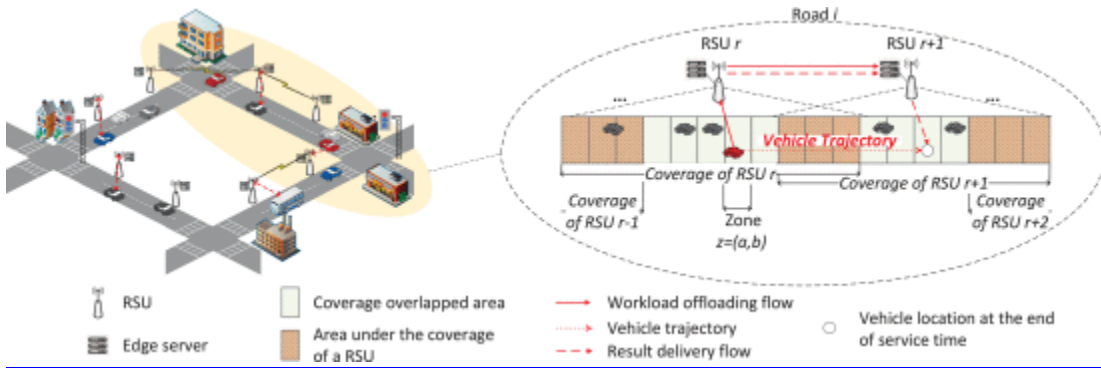 Road i
RSU r
RSU r+1
...
...
Vehicle Trajectory
Coverage of RSU r
Coverage of RSU r+1
Coverage
of RSU r-1
Zone
z=(a,b)
Coverage
of RSU r+2
RSU
Edge server
Coverage overlapped area
Area under the coverage
of a RSU
Workload offloading flow
Vehicle trajectory
Result delivery flow
Vehicle location at the end
of service time